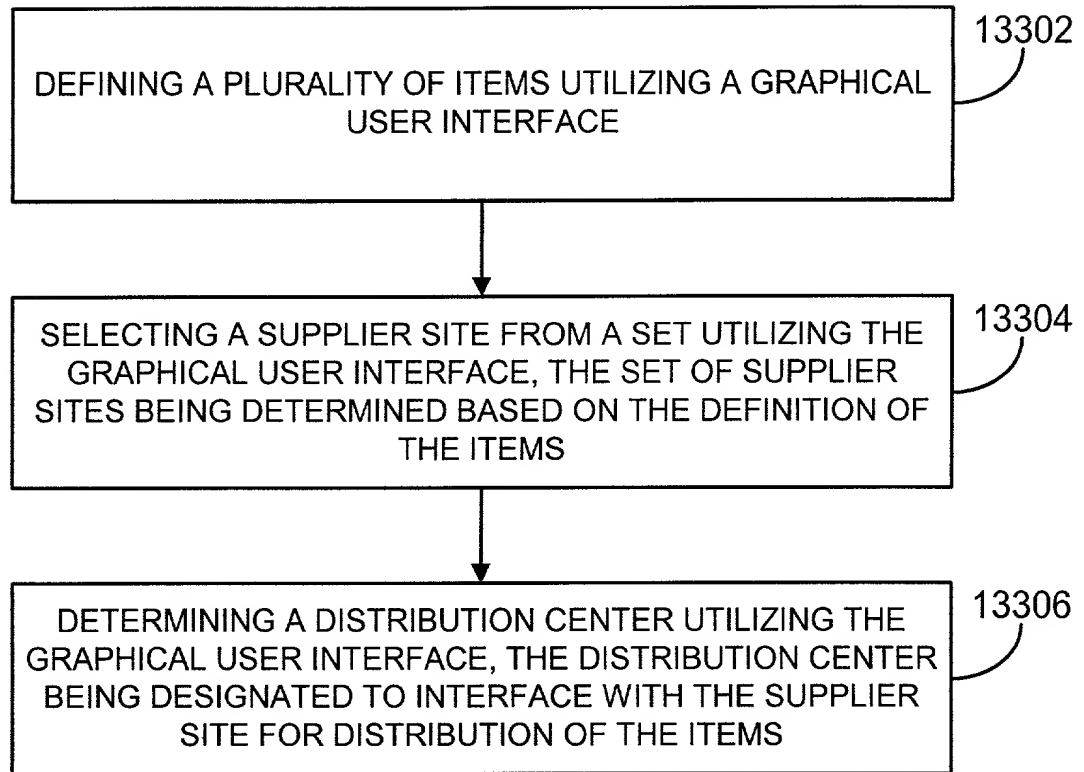 13302
DEFINING A PLURALITY OF ITEMS UTILIZING A GRAPHICAL
USER INTERFACE
13304
SELECTING A SUPPLIER SITE FROM A SET UTILIZING THE
GRAPHICAL USER INTERFACE, THE SET OF SUPPLIER
SITES BEING DETERMINED BASED ON THE DEFINITION OF
THE ITEMS
13306
DETERMINING A DISTRIBUTION CENTER UTILIZING THE
GRAPHICAL USER INTERFACE, THE DISTRIBUTION CENTER
BEING DESIGNATED TO INTERFACE WITH THE SUPPLIER
SITE FOR DISTRIBUTION OF THE ITEMS